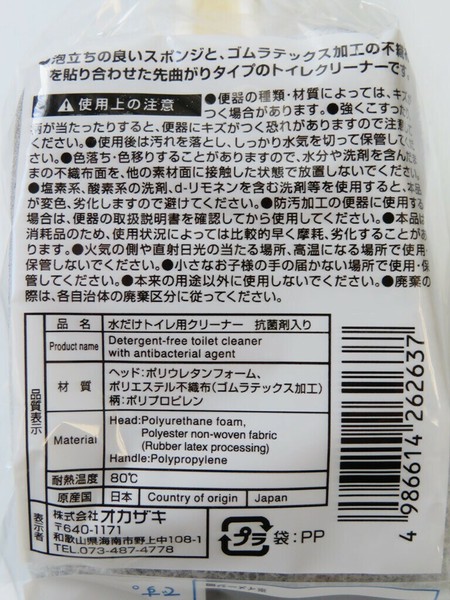 ●泡立ちの良いスポンジと、ゴムラテックス加工の不織布
を貼り合わせた先曲がりタイプのトイレクリーナーです。
⚠使用上の注意 ●便器の種類・材質によっては、キズが
つく場合があります。●強くこすったり、
柄が当たったりすると、便器にキズがつく恐れがありますので注意して
ください。●使用後は汚れを落とし、しっかり水気を切って保管してくだ
さい。●色落ち・色移りすることがありますので、水分や洗剤を含んだま
まの不織布面を、他の素材面に接触した状態で放置しないでください。
●塩素系、酸素系の洗剤、d-リモネンを含む洗剤等を使用すると、本品
が変色、劣化しますので避けてください。●防汚加工の便器に使用する
場合は、便器の取扱説明書を確認してから使用してください。●本品は
消耗品のため、使用状況によっては比較的早く摩耗、劣化することがあ
ります。●火気の側や直射日光の当たる場所、高温になる場所で使用・
保管しないでください。●小さなお子様の手の届かない場所で使用・保
管してください。●本来の用途以外に使用しないでください。●廃棄の
際は、各自治体の廃棄区分に従ってください。
品質表示
品名 水だけトイレ用クリーナー 抗菌剤入り
Product name Detergent-free toilet cleaner
with antibacterial agent
材質 ヘッド:ポリウレタンフォーム、
ポリエステル不織布(ゴムラテックス加工)
柄:ポリプロピレン
Material Head:Polyurethane foam,
Polyester non-woven fabric
(Rubber latex processing)
Handle:Polypropylene
耐熱温度 80℃
原産国 日本 Country of origin Japan
表示者
株式会社オカザキ
〒640-1171
和歌山県海南市野上中108-1
TEL.073-487-4778
プラ 袋:PP
4 986614 262637